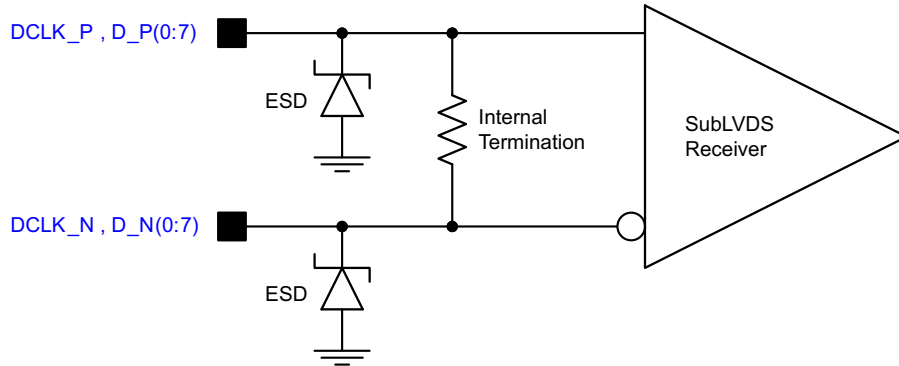 DCLK_P , D_P(0:7)
ESD
Internal
Termination
SubLVDS
Receiver
DCLK_N , D_N(0:7)
ESD